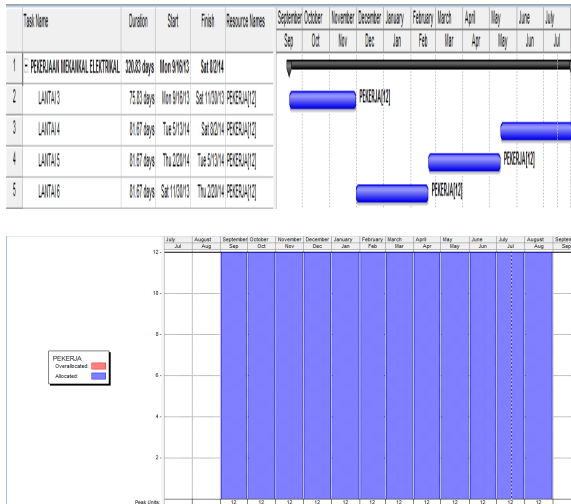 Task Name Duration Start Finish Resource Names September October November December January February March April May June July
Sep Oct Nov Dec Jan Feb Mar Apr May Jun Jul
1 PEKERJAAN MEKANIKAL ELEKTRIKAL 320.83 days Mon 9/16/13 Sat 8/2/14
2 LANTAI 3 75.83 days Mon 9/16/13 Sat 11/30/13 PEKERJA[12] PEKERJA[12]
3 LANTAI 4 81.67 days Tue 5/13/14 Sat 8/2/14 PEKERJA[12]
4 LANTAI 5 81.67 days Thu 2/20/14 Tue 5/13/14 PEKERJA[12] PEKERJA[12]
5 LANTAI 6 81.67 days Sat 11/30/13 Thu 2/20/14 PEKERJA[12] PEKERJA[12]
July August September October November December January February March April May June July August Septem
Jul Aug Sep Oct Nov Dec Jan Feb Mar Apr May Jun Jul Aug Sep
12
10
8
PEKERJA
Overallocated:
Allocated:
6
4
2
Peak Units: 12 12 12 12 12 12 12 12 12 12 12 12